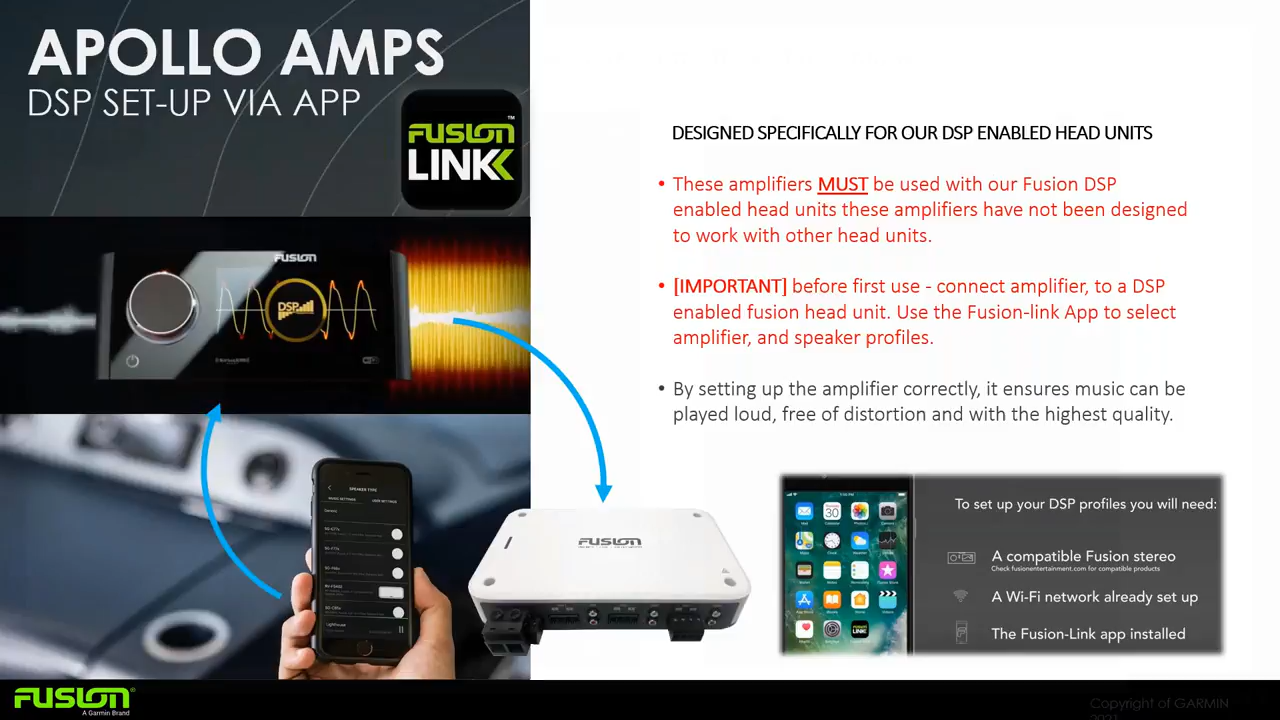 APOLLO AMPS
DSP SET-UP VIA APP
FUSION
LINK
™
DESIGNED SPECIFICALLY FOR OUR DSP ENABLED HEAD UNITS
• These amplifiers MUST be used with our Fusion DSP
enabled head units these amplifiers have not been designed
to work with other head units.
• [IMPORTANT] before first use - connect amplifier, to a DSP
enabled fusion head unit. Use the Fusion-link App to select
amplifier, and speaker profiles.
• By setting up the amplifier correctly, it ensures music can be
played loud, free of distortion and with the highest quality.
FUSION
DSP
SPEAKER TYPE
FUSION
To set up your DSP profiles you will need:
A compatible Fusion stereo
Check fusionentertainment.com for compatible products
A Wi-Fi network already set up
The Fusion-Link app installed
FUSION®
A Garmin Brand
Copyright of GARMIN
2021